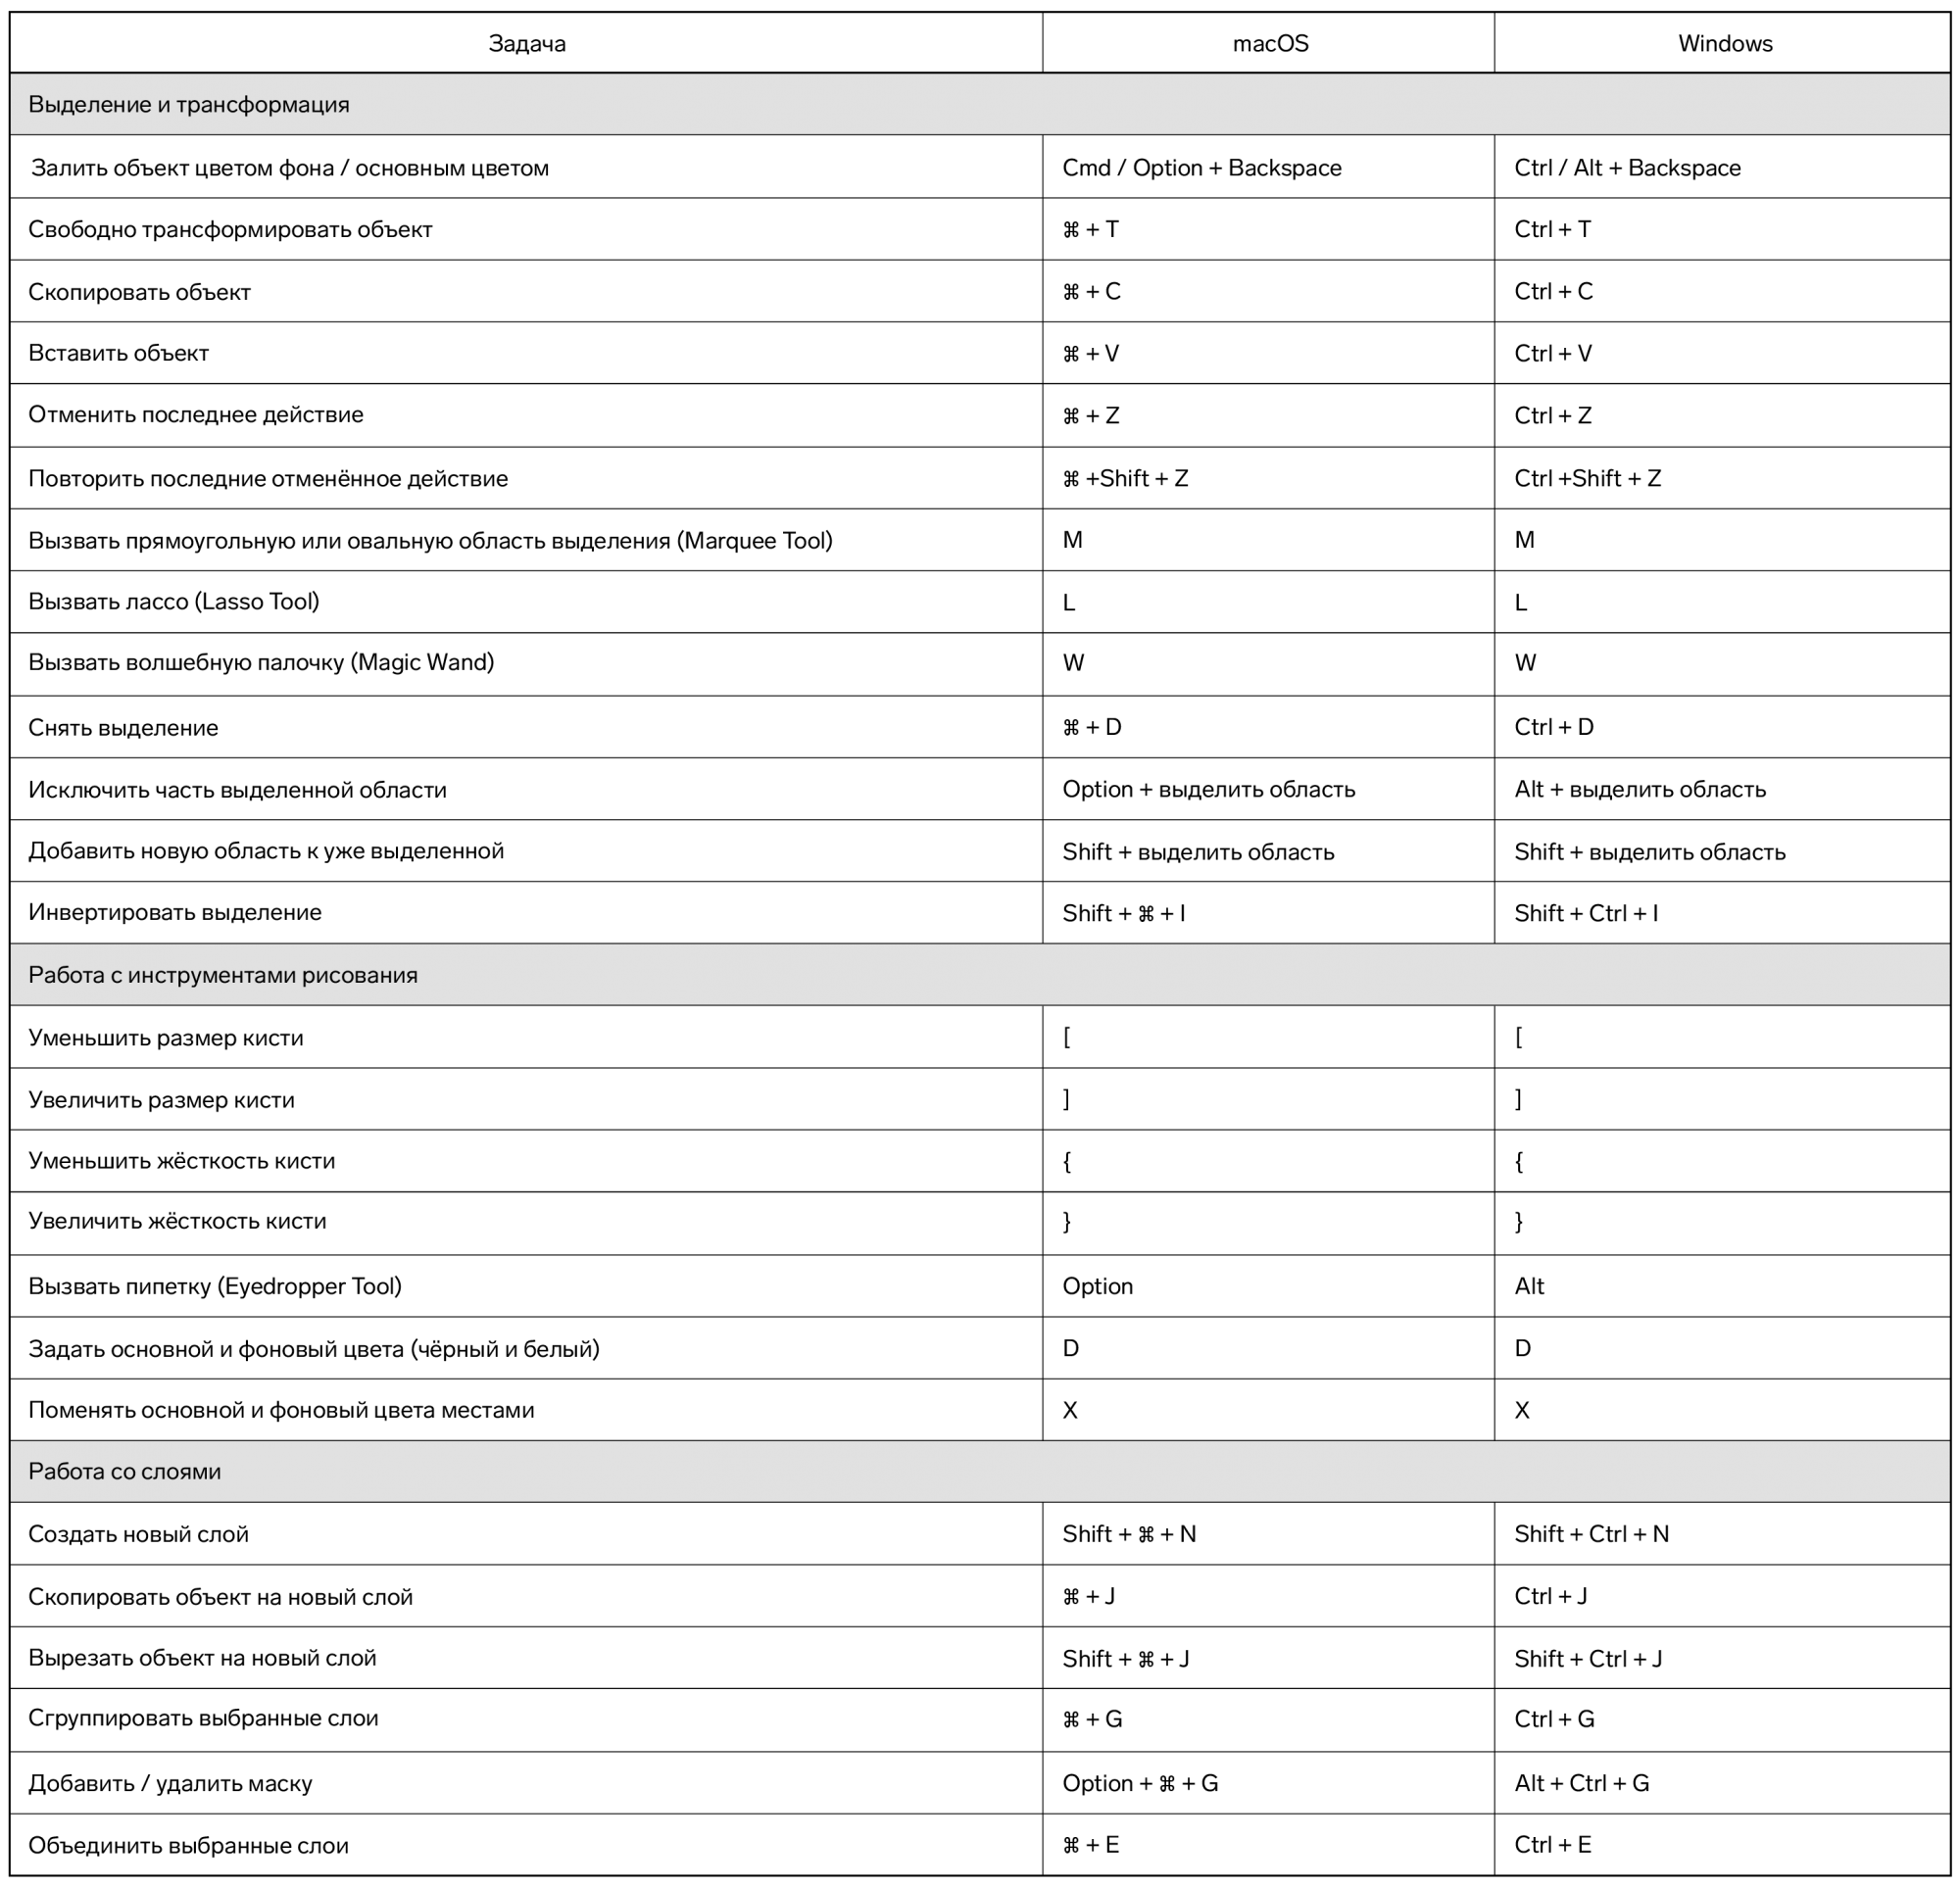 Задача macOS Windows
Выделение и трансформация
Залить объект цветом фона / основным цветом Cmd / Option + Backspace Ctrl / Alt + Backspace
Свободно трансформировать объект ⌘ + T Ctrl + T
Скопировать объект ⌘ + C Ctrl + C
Вставить объект ⌘ + V Ctrl + V
Отменить последнее действие ⌘ + Z Ctrl + Z
Повторить последние отменённое действие ⌘ +Shift + Z Ctrl +Shift + Z
Вызвать прямоугольную или овальную область выделения (Marquee Tool) M M
Вызвать лассо (Lasso Tool) L L
Вызвать волшебную палочку (Magic Wand) W W
Снять выделение ⌘ + D Ctrl + D
Исключить часть выделенной области Option + выделить область Alt + выделить область
Добавить новую область к уже выделенной Shift + выделить область Shift + выделить область
Инвертировать выделение Shift + ⌘ + I Shift + Ctrl + I
Работа с инструментами рисования
Уменьшить размер кисти [ [
Увеличить размер кисти ] ]
Уменьшить жёсткость кисти { {
Увеличить жёсткость кисти } }
Вызвать пипетку (Eyedropper Tool) Option Alt
Задать основной и фоновый цвета (чёрный и белый) D D
Поменять основной и фоновый цвета местами X X
Работа со слоями
Создать новый слой Shift + ⌘ + N Shift + Ctrl + N
Скопировать объект на новый слой ⌘ + J Ctrl + J
Вырезать объект на новый слой Shift + ⌘ + J Shift + Ctrl + J
Сгруппировать выбранные слои ⌘ + G Ctrl + G
Добавить / удалить маску Option + ⌘ + G Alt + Ctrl + G
Объединить выбранные слои ⌘ + E Ctrl + E